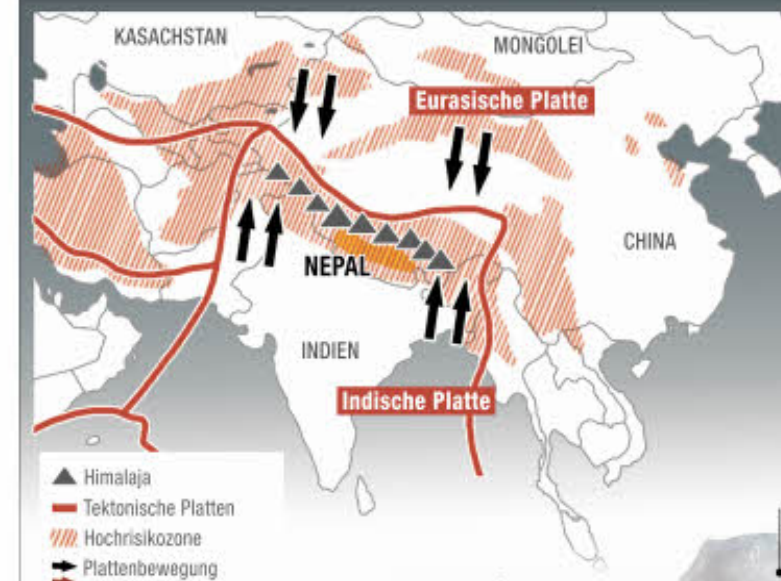 KASACHSTAN
MONGOLEI
Eurasische Platte
CHINA
NEPAL
INDIEN
Indische Platte
Himalaja
Tektonische Platten
Hochrisikozone
Plattenbewegung